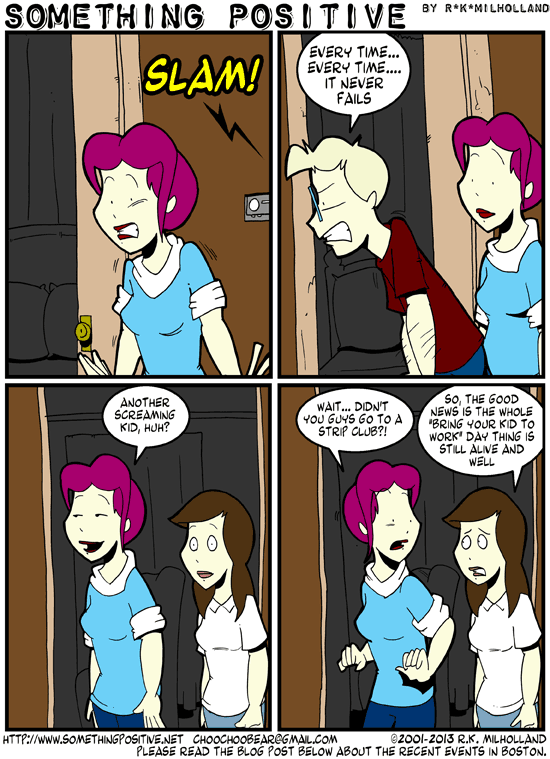 SOMETHING POSITIVE BY R*K*MILHOLLAND
SLAM!
EVERY TIME...
EVERY TIME....
IT NEVER
FAILS
ANOTHER
SCREAMING
KID, HUH?
WAIT... DIDN'T
YOU GUYS GO TO A
STRIP CLUB?!
SO, THE GOOD
NEWS IS THE WHOLE
"BRING YOUR KID TO
WORK" DAY THING IS
STILL ALIVE AND
WELL
HTTP://WWW.SOMETHINGPOSITIVE.NET CHOOCHOOBEAR@GMAIL.COM ©2001-2013 R.K. MILHOLLAND
PLEASE READ THE BLOG POST BELOW ABOUT THE RECENT EVENTS IN BOSTON.